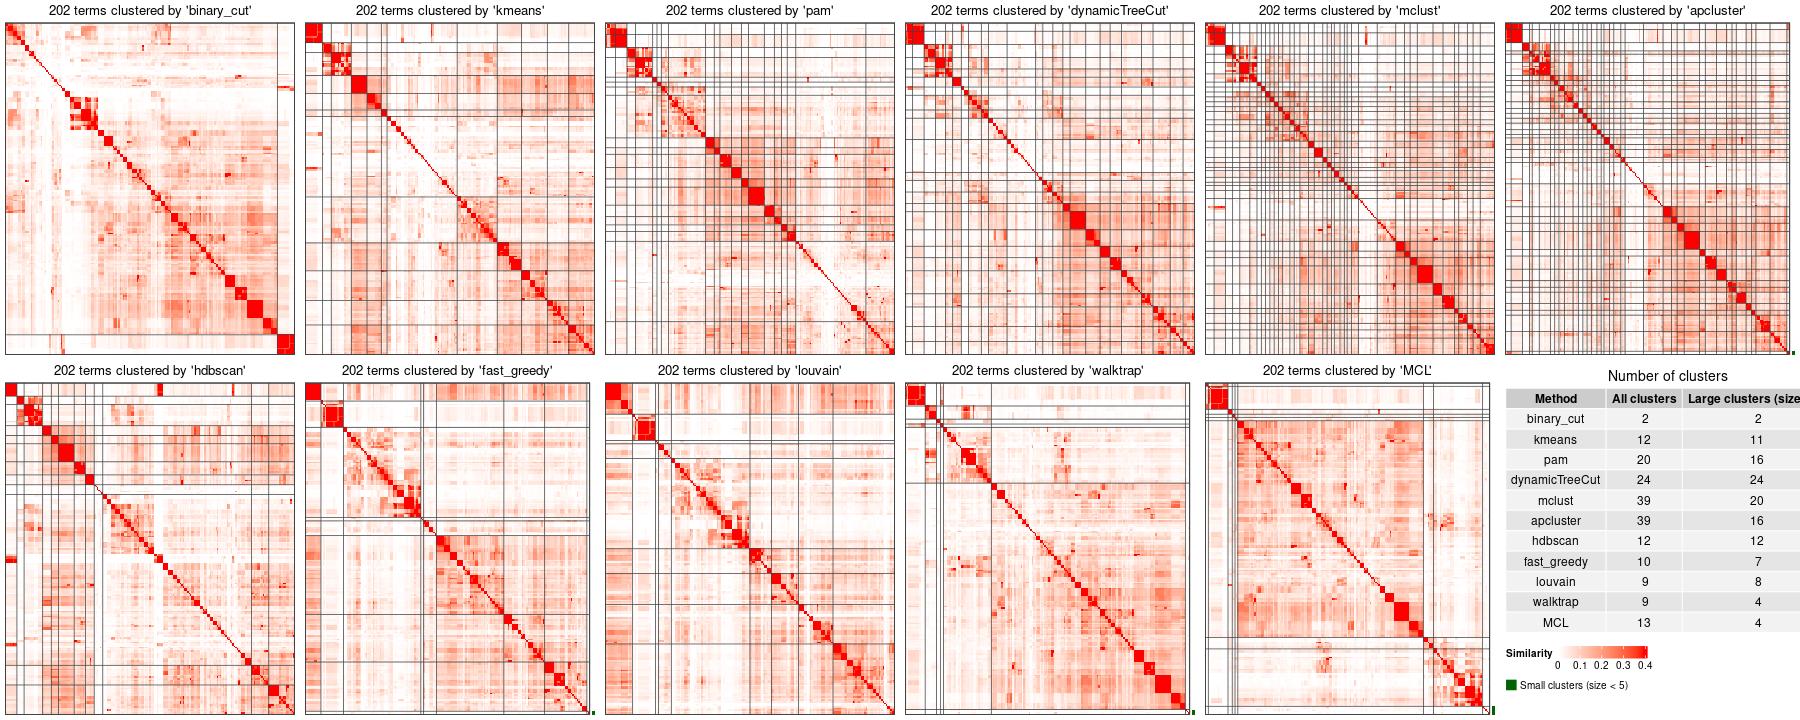 202 terms clustered by 'binary_cut'
202 terms clustered by 'kmeans'
202 terms clustered by 'pam'
202 terms clustered by 'dynamicTreeCut'
202 terms clustered by 'mclust'
202 terms clustered by 'apcluster'
202 terms clustered by 'hdbscan'
202 terms clustered by 'fast_greedy'
202 terms clustered by 'louvain'
202 terms clustered by 'walktrap'
202 terms clustered by 'MCL'
Number of clusters
Method All clusters Large clusters (size
binary_cut 2 2
kmeans 12 11
pam 20 16
dynamicTreeCut 24 24
mclust 39 20
apcluster 39 16
hdbscan 12 12
fast_greedy 10 7
louvain 9 8
walktrap 9 4
MCL 13 4
Similarity
0 0.1 0.2 0.3 0.4
Small clusters (size < 5)